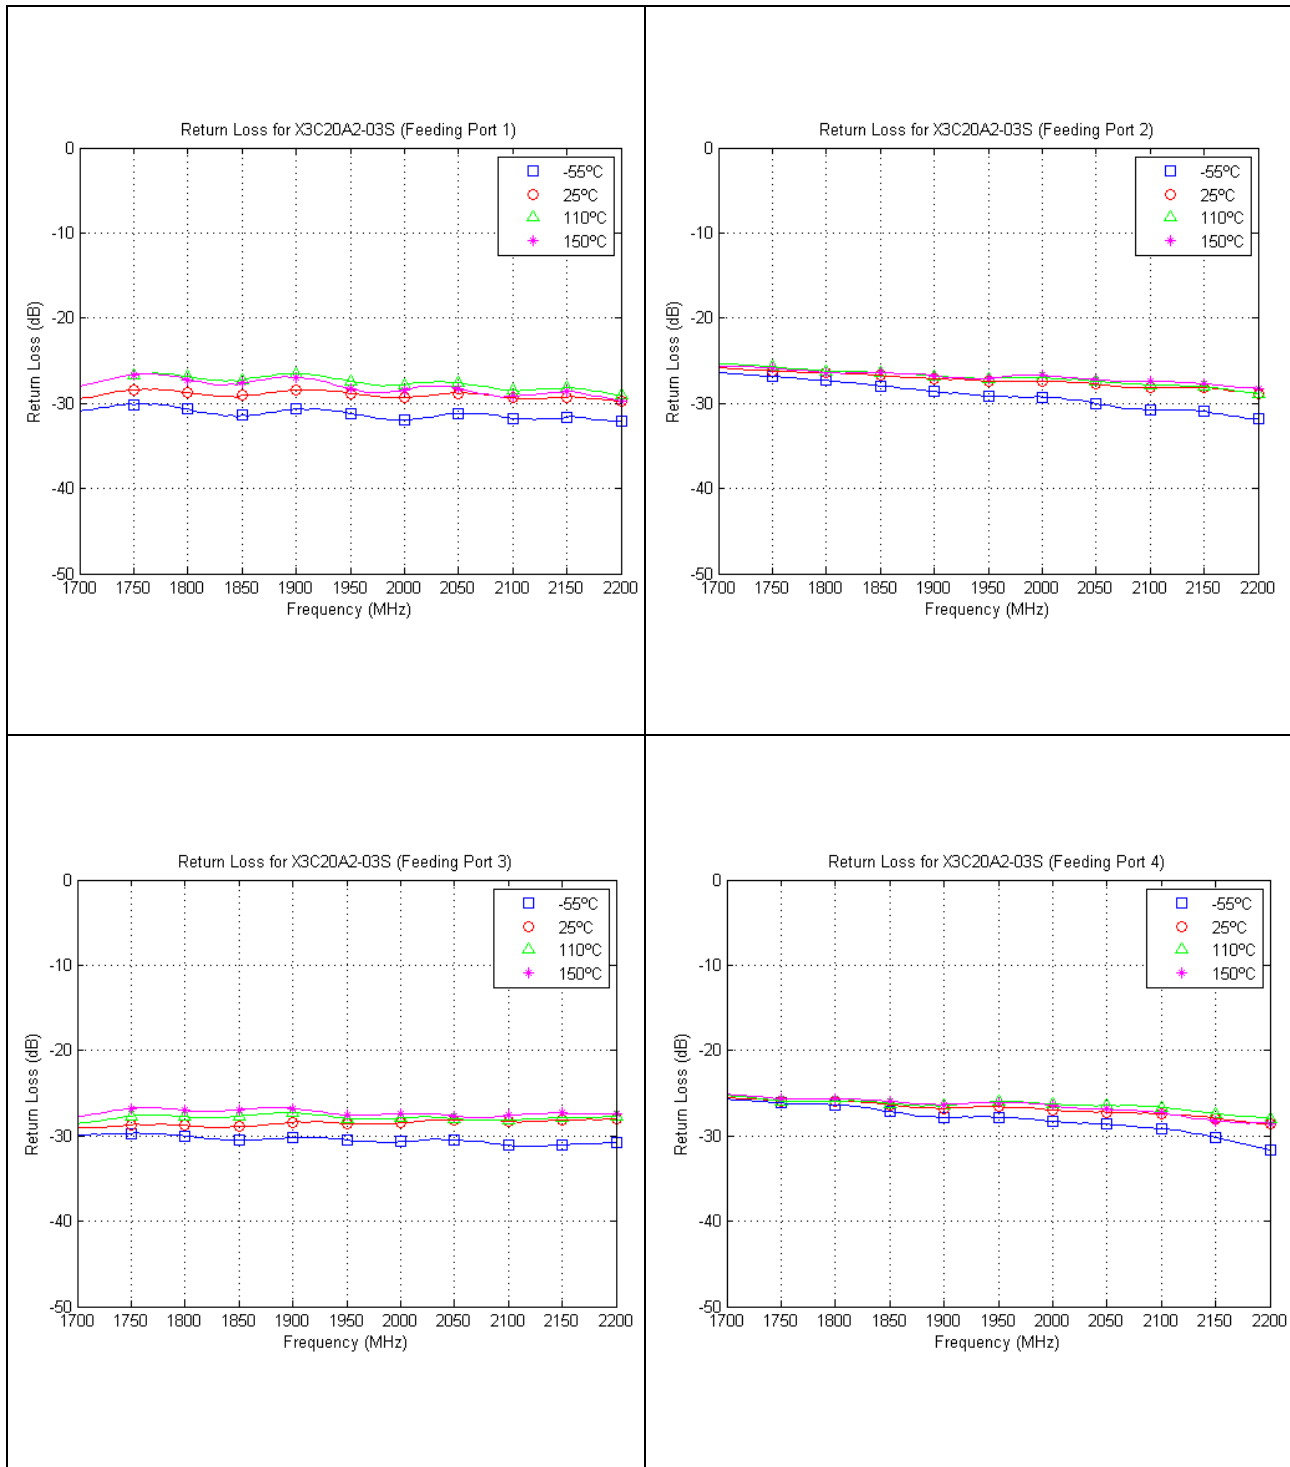 Return Loss for X3C20A2-03S (Feeding Port 1)
0
-10
-20
-30
-40
-50
Return Loss (dB)
-55ºC
25ºC
110ºC
150ºC
1700 1750 1800 1850 1900 1950 2000 2050 2100 2150 2200
Frequency (MHz)
Return Loss for X3C20A2-03S (Feeding Port 2)
0
-10
-20
-30
-40
-50
Return Loss (dB)
-55ºC
25ºC
110ºC
150ºC
1700 1750 1800 1850 1900 1950 2000 2050 2100 2150 2200
Frequency (MHz)
Return Loss for X3C20A2-03S (Feeding Port 3)
0
-10
-20
-30
-40
-50
Return Loss (dB)
-55ºC
25ºC
110ºC
150ºC
1700 1750 1800 1850 1900 1950 2000 2050 2100 2150 2200
Frequency (MHz)
Return Loss for X3C20A2-03S (Feeding Port 4)
0
-10
-20
-30
-40
-50
Return Loss (dB)
-55ºC
25ºC
110ºC
150ºC
1700 1750 1800 1850 1900 1950 2000 2050 2100 2150 2200
Frequency (MHz)